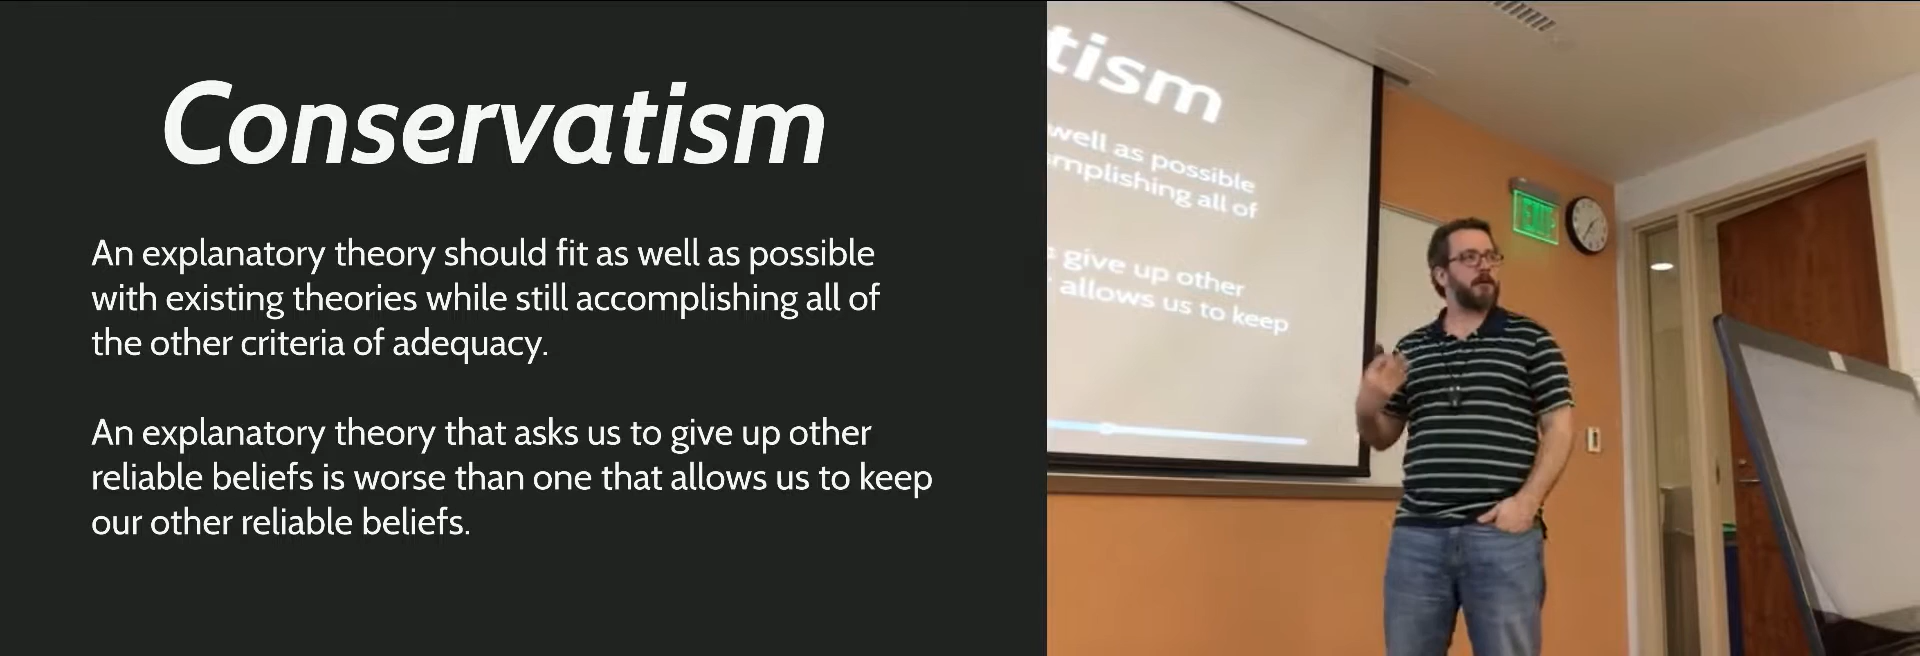 Conservatism
An explanatory theory should fit as well as possible
with existing theories while still accomplishing all of
the other criteria of adequacy.
An explanatory theory that asks us to give up other
reliable beliefs is worse than one that allows us to keep
our other reliable beliefs.
tism
well as possible
mplishing all of
give up other
allows us to keep
EXIT